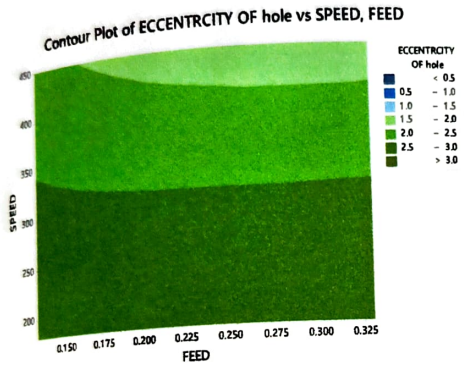 Contour Plot of ECCENTRCITY OF hole vs SPEED, FEED
ECCENTRCITY
OF hole
< 0.5
0.5 – 1.0
1.0 – 1.5
1.5 – 2.0
2.0 – 2.5
2.5 – 3.0
> 3.0
450
400
350
300
250
200
SPEED
0.150 0.175 0.200 0.225 0.250 0.275 0.300 0.325
FEED